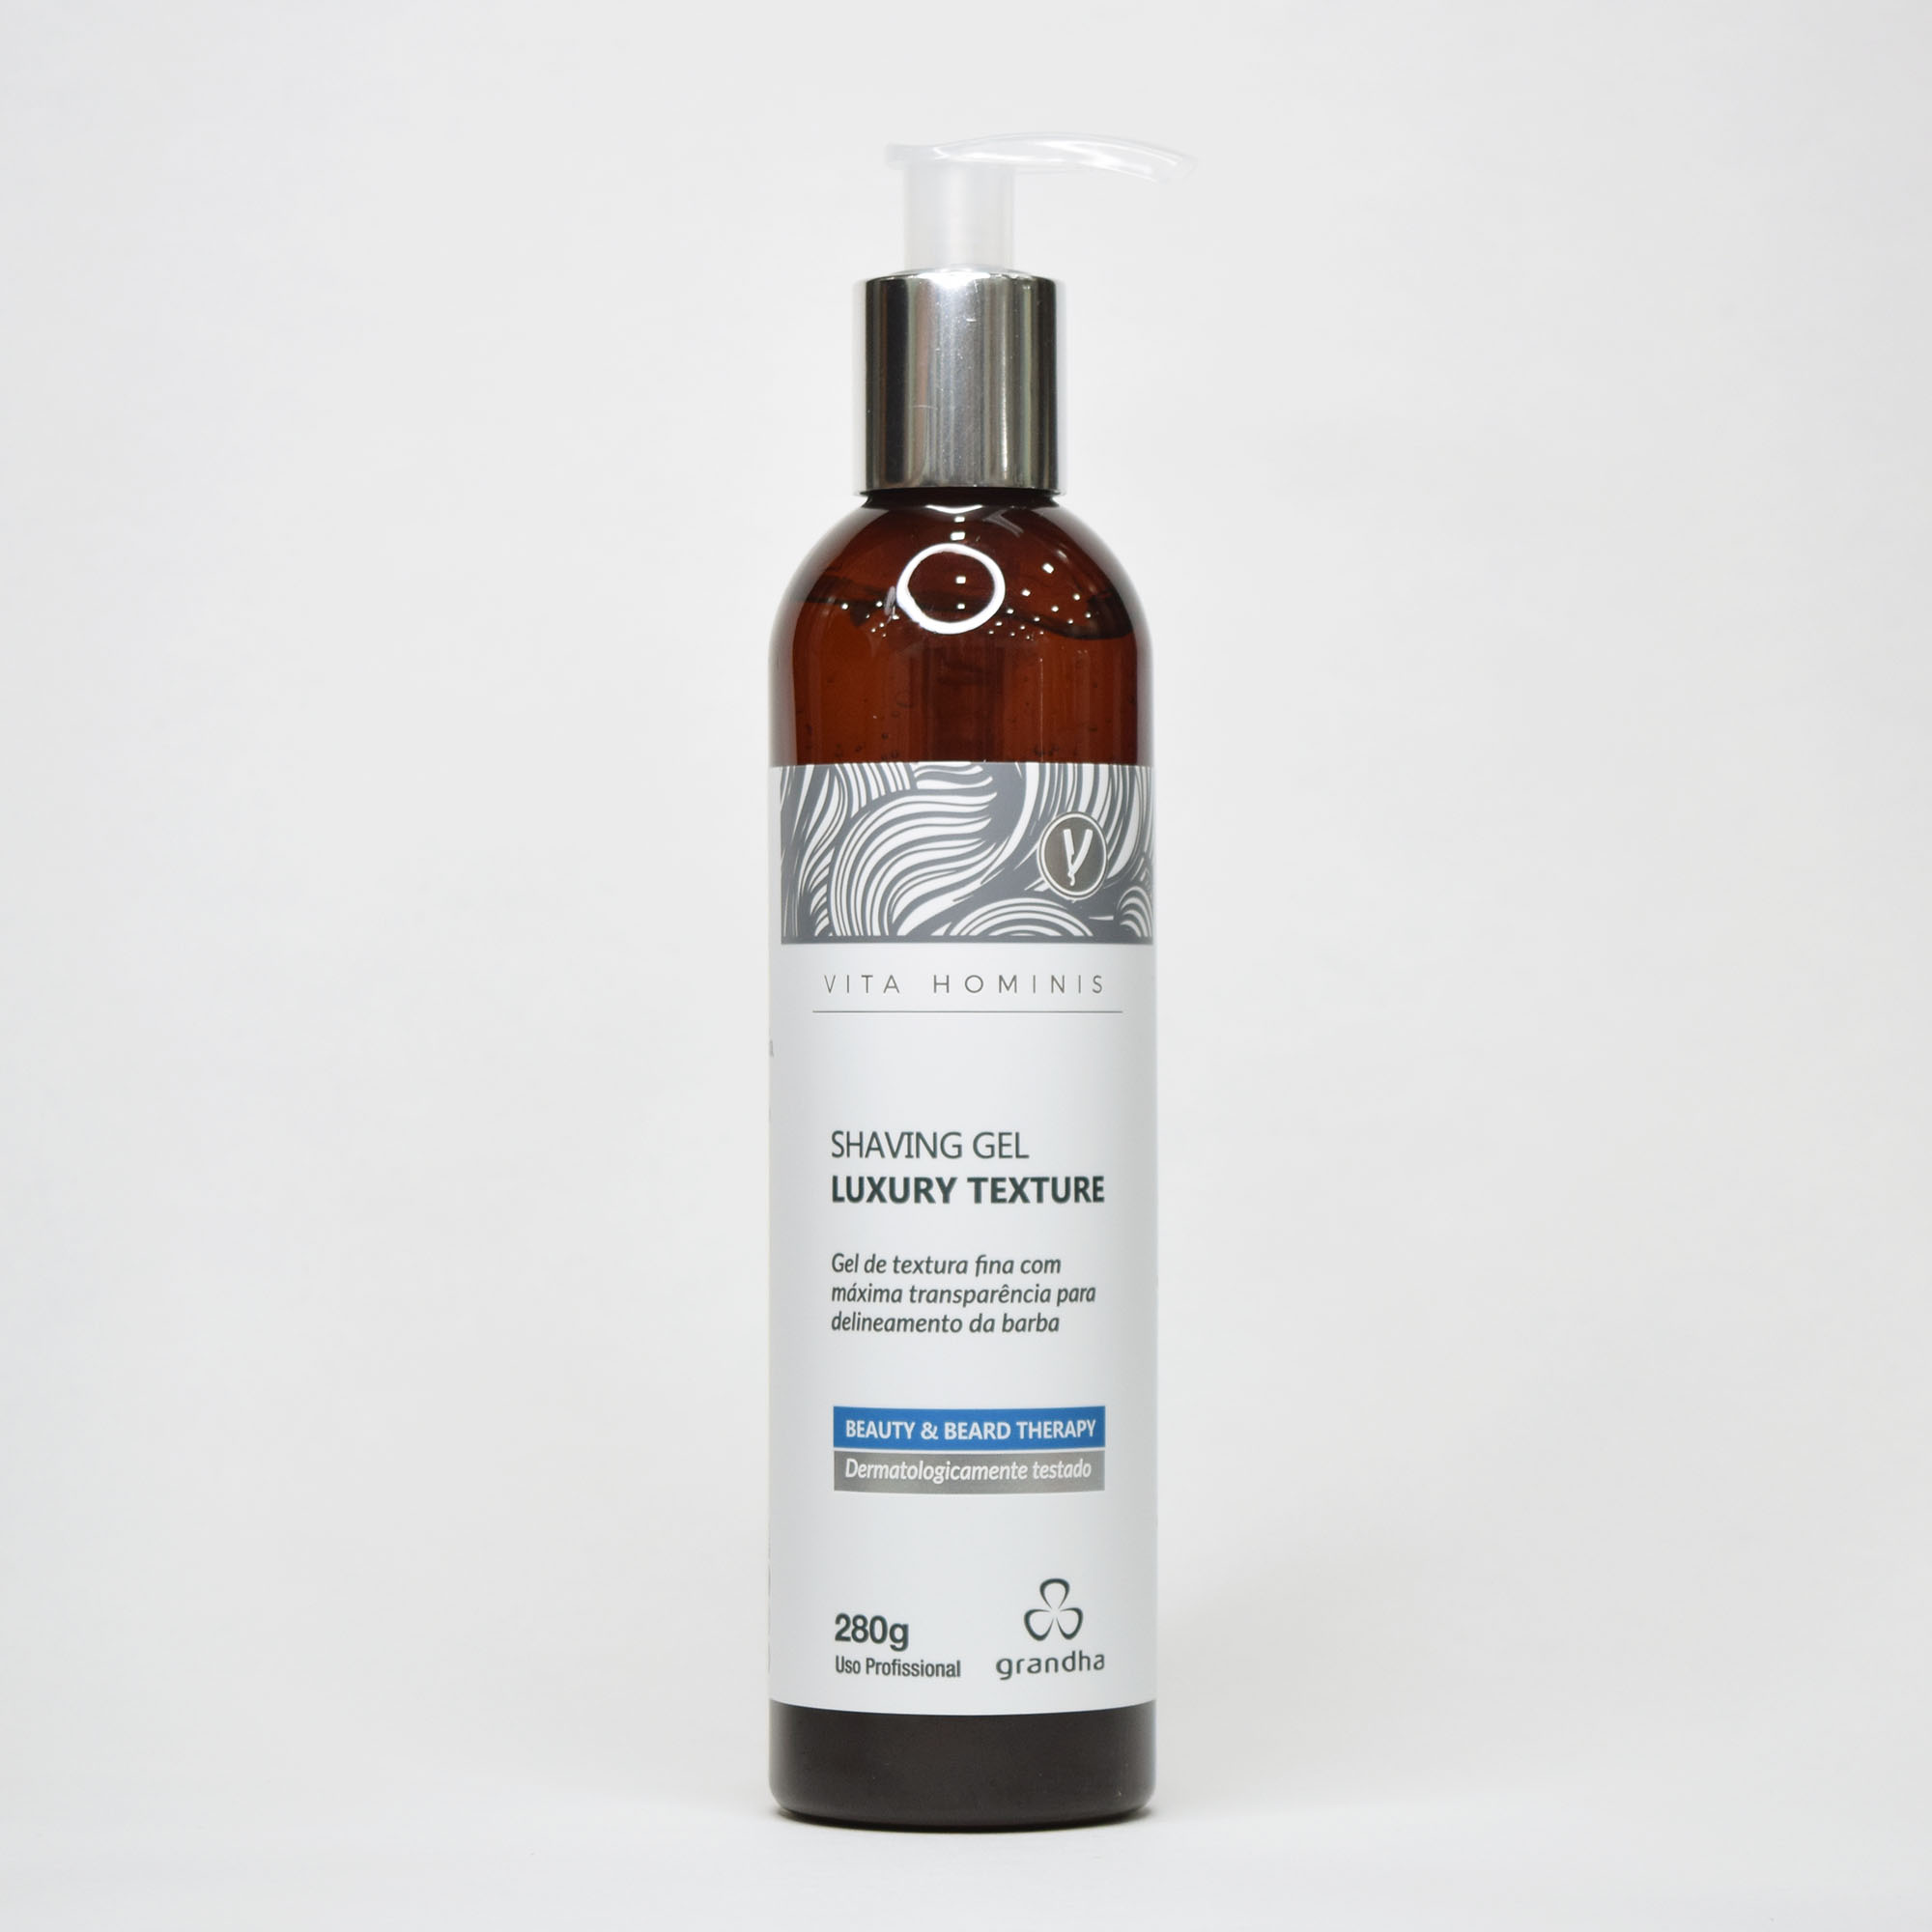 VITA HOMINIS
SHAVING GEL
LUXURY TEXTURE
Gel de textura fina com
máxima transparência para
delineamento da barba
BEAUTY & BEARD THERAPY
Dermatologicamente testado
280g
Uso Profissional
grandha